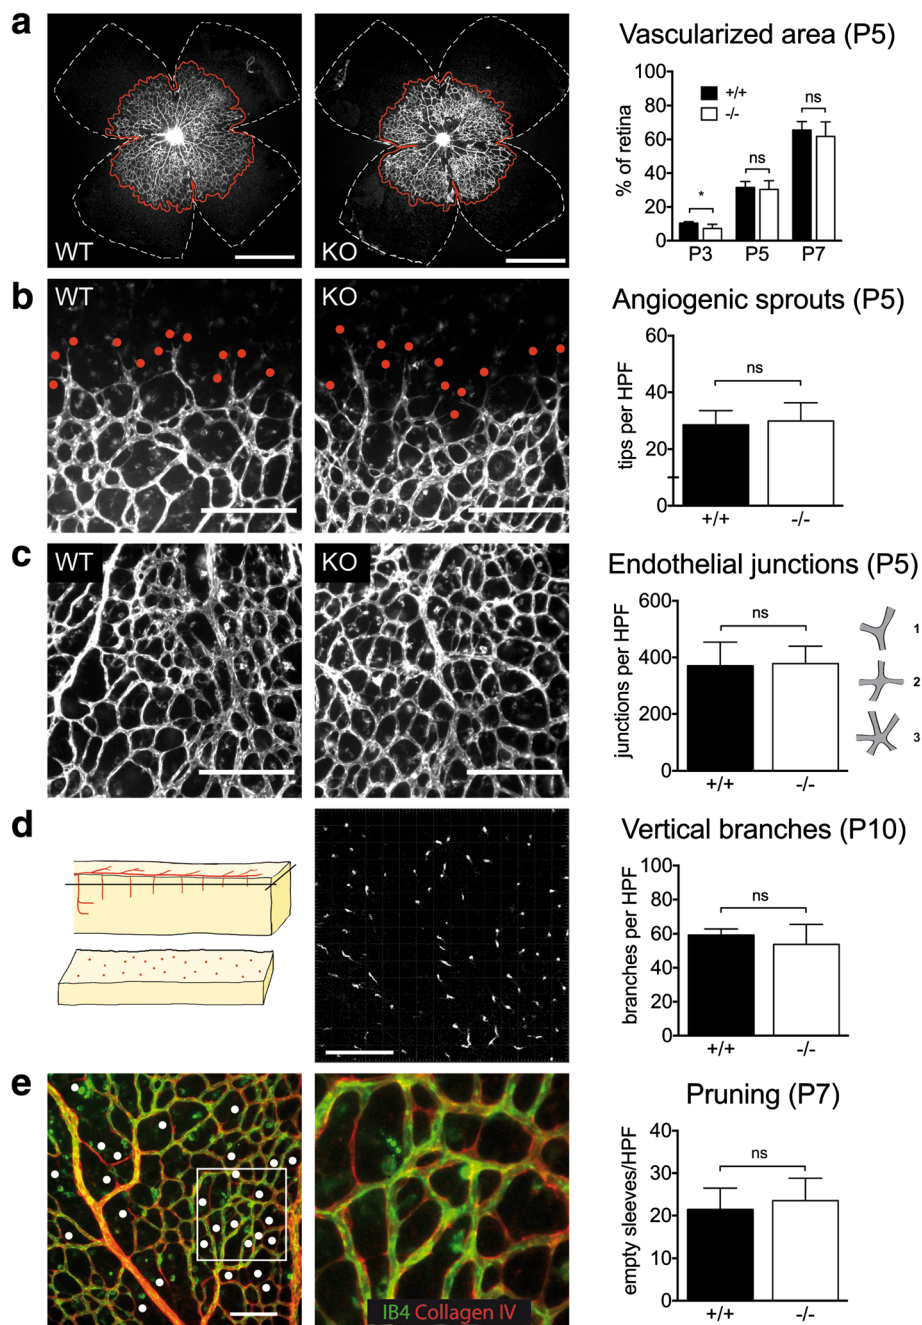 a
WT
KO
Vascularized area (P5)
% of retina
100
80
60
40
20
0
+/+
-/-
*
ns
ns
P3
P5
P7
b
WT
KO
Angiogenic sprouts (P5)
tips per HPF
60
40
20
0
ns
+/+
-/-
c
WT
KO
Endothelial junctions (P5)
junctions per HPF
600
400
200
0
ns
+/+
-/-
1
2
3
d
Vertical branches (P10)
branches per HPF
100
80
60
40
20
0
ns
+/+
-/-
e
IB4 Collagen IV
Pruning (P7)
empty sleeves/HPF
40
30
20
10
0
ns
+/+
-/-